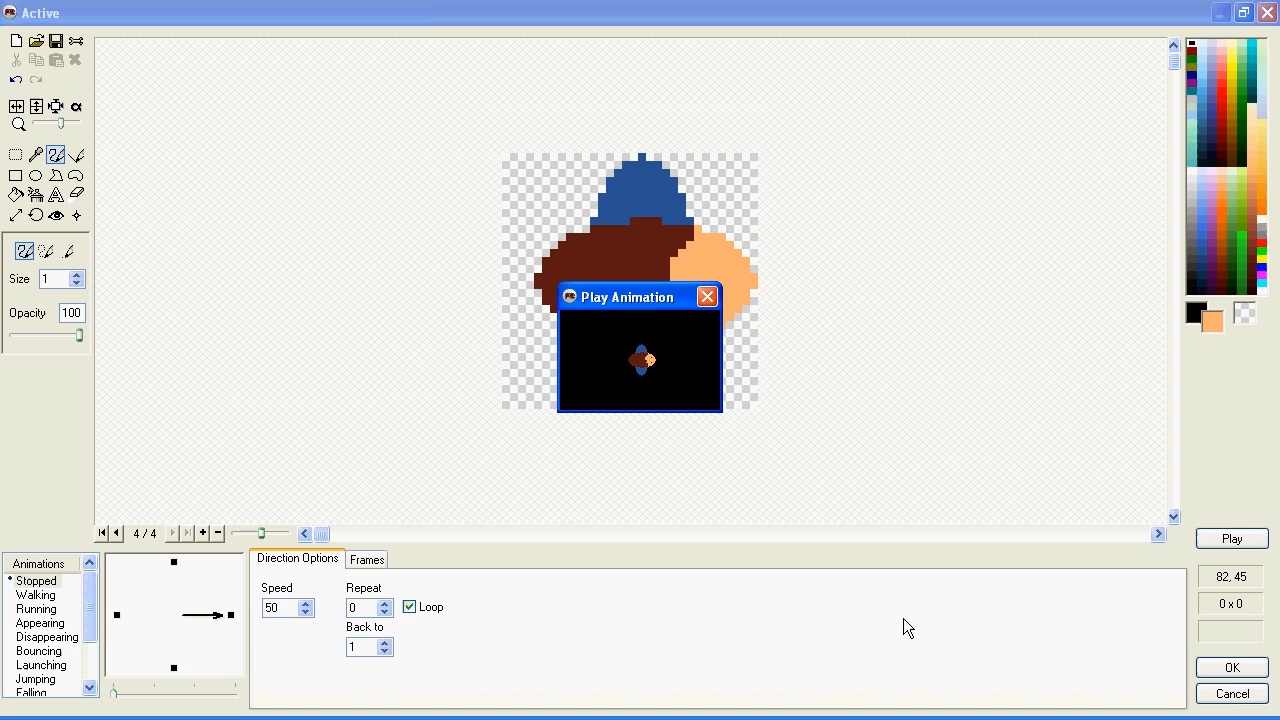 Active
Size 1
Opacity 100
Play Animation
4 / 4
Play
82, 45
0 x 0
OK
Cancel
Animations
Stopped
Walking
Running
Appearing
Disappearing
Bouncing
Launching
Jumping
Falling
Direction Options Frames
Speed Repeat
50 0 Loop
Back to
1